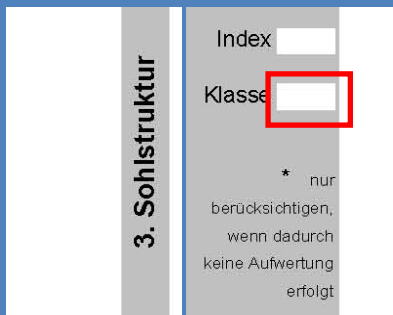 3. Sohlstruktur
Index
Klasse
* nur
berücksichtigen,
wenn dadurch
keine Aufwertung
erfolgt